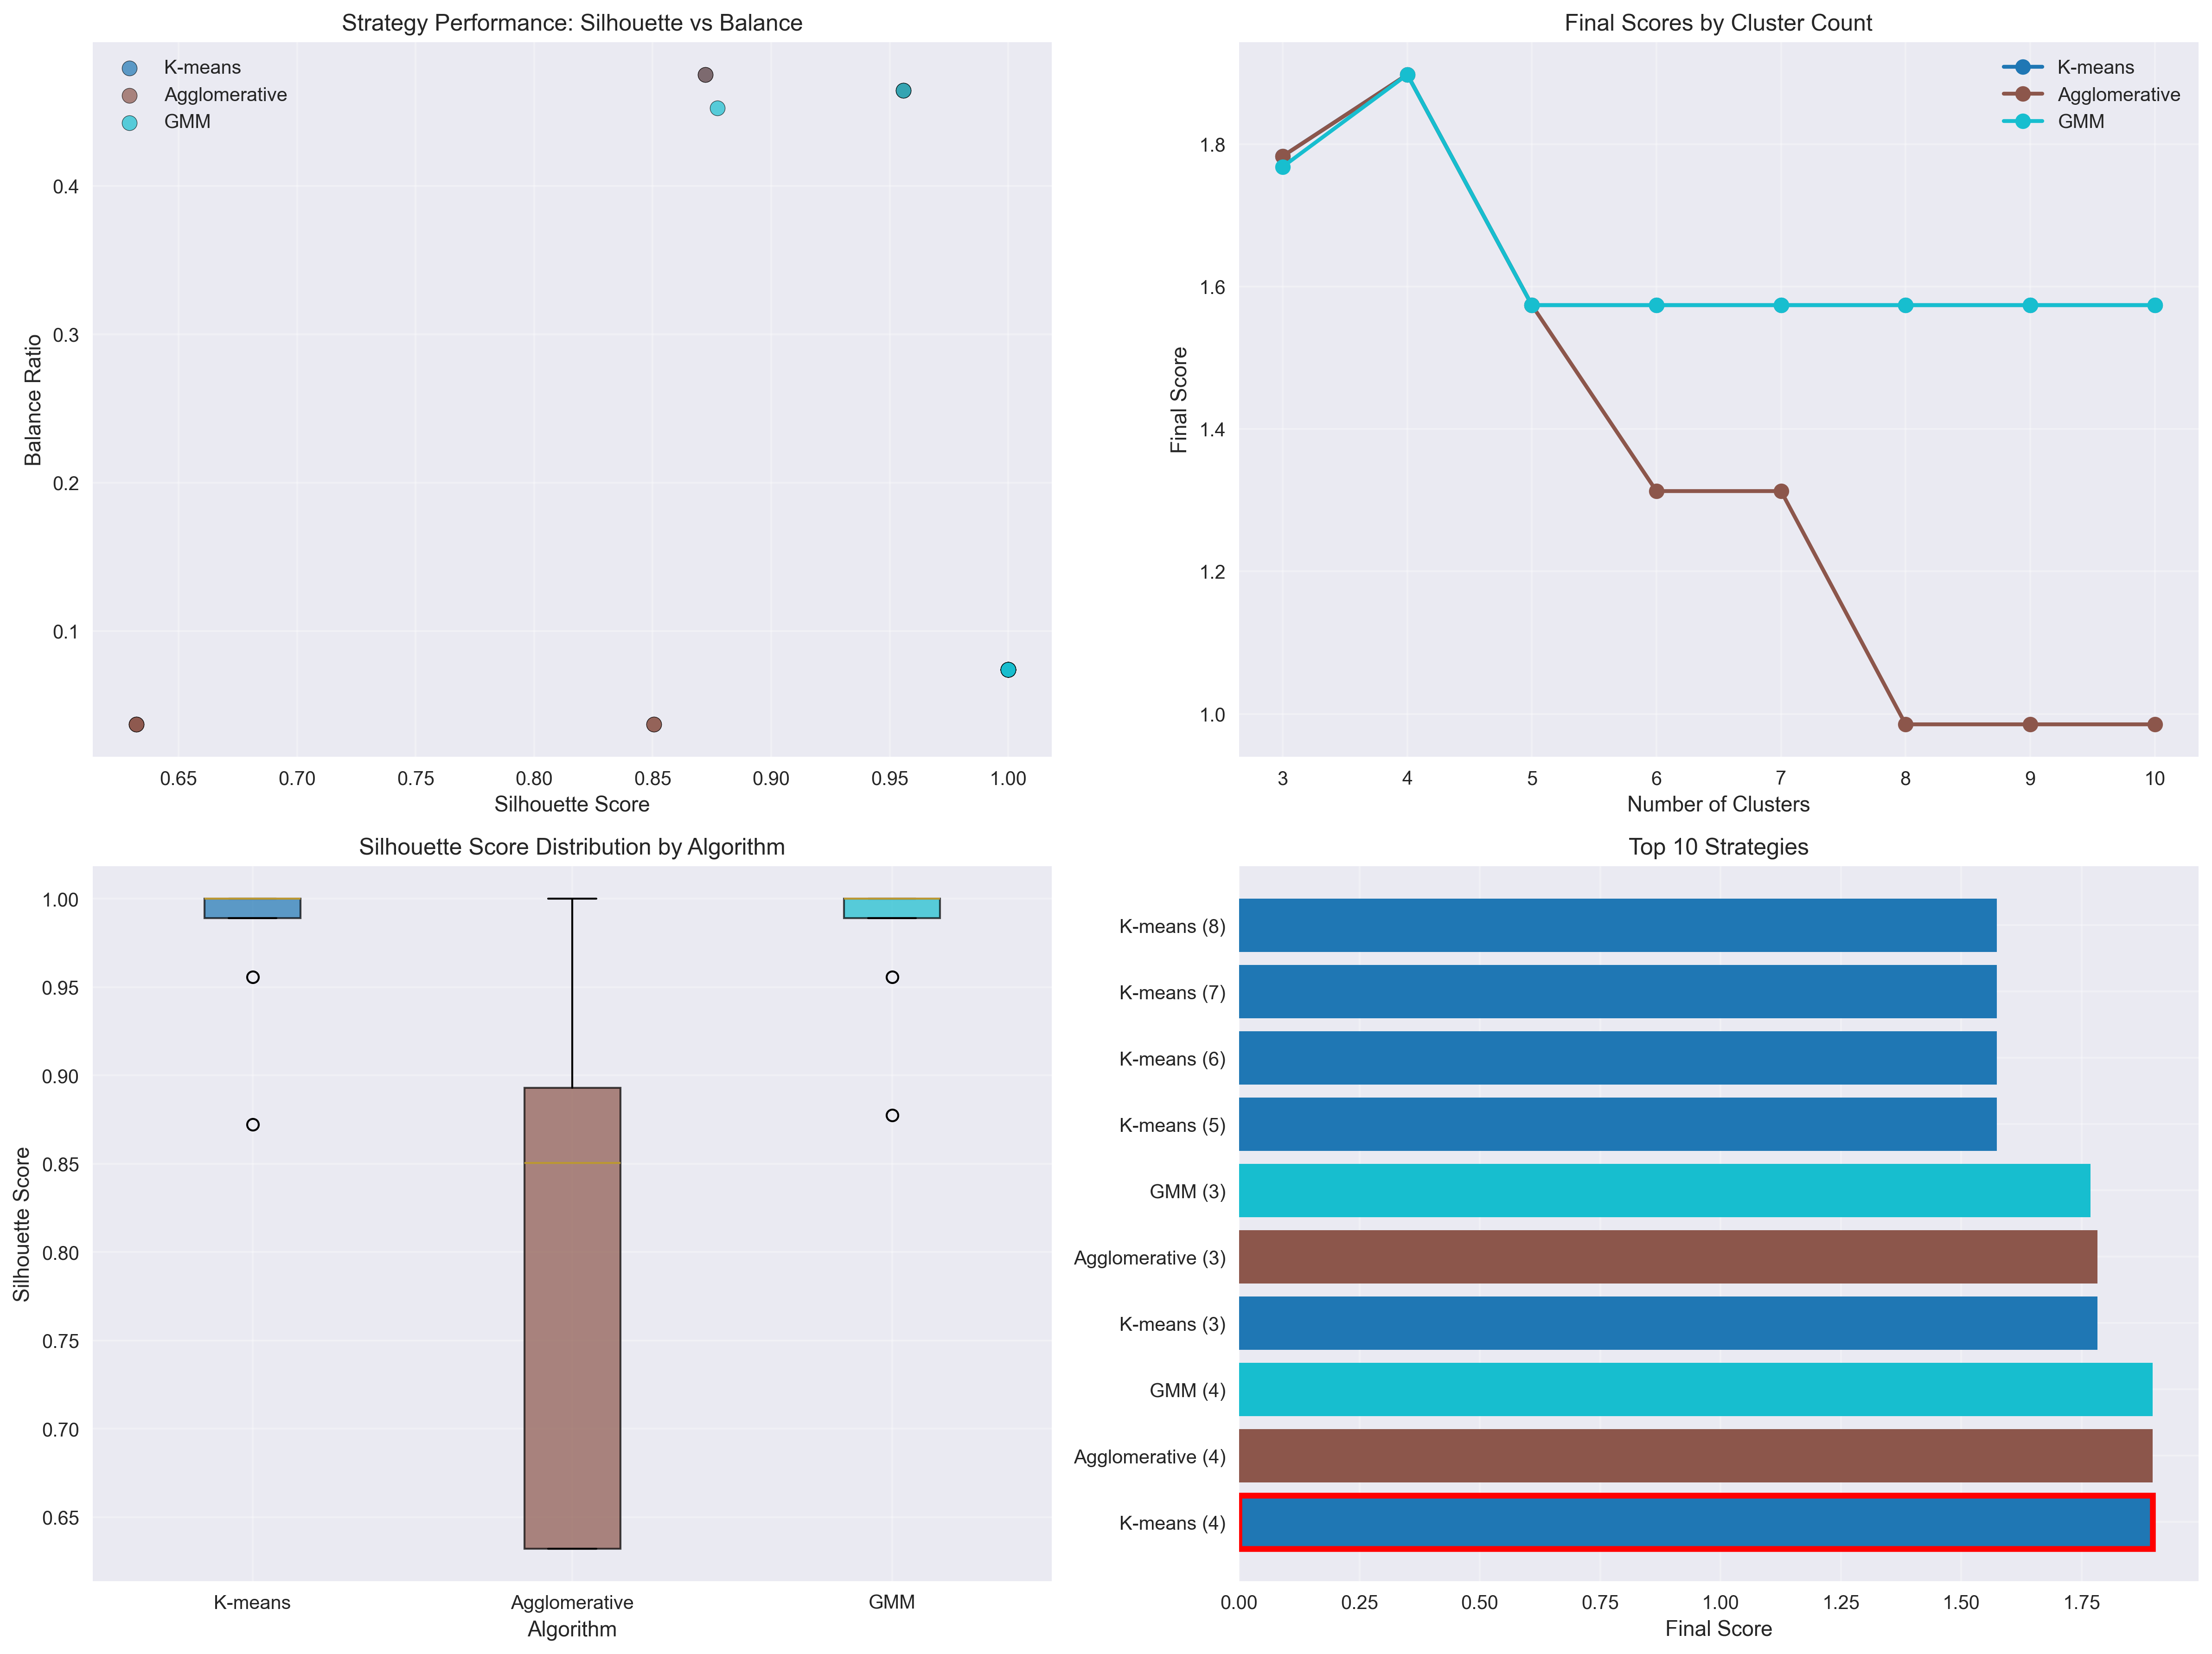 Strategy Performance: Silhouette vs Balance
K-means
Agglomerative
GMM
0.4
0.3
0.2
0.1
Balance Ratio
0.65 0.70 0.75 0.80 0.85 0.90 0.95 1.00
Silhouette Score
Final Scores by Cluster Count
K-means
Agglomerative
GMM
1.8
1.6
1.4
1.2
1.0
Final Score
3 4 5 6 7 8 9 10
Number of Clusters
Silhouette Score Distribution by Algorithm
1.00
0.95
0.90
0.85
0.80
0.75
0.70
0.65
Silhouette Score
K-means Agglomerative GMM
Algorithm
Top 10 Strategies
K-means (8)
K-means (7)
K-means (6)
K-means (5)
GMM (3)
Agglomerative (3)
K-means (3)
GMM (4)
Agglomerative (4)
K-means (4)
0.00 0.25 0.50 0.75 1.00 1.25 1.50 1.75
Final Score